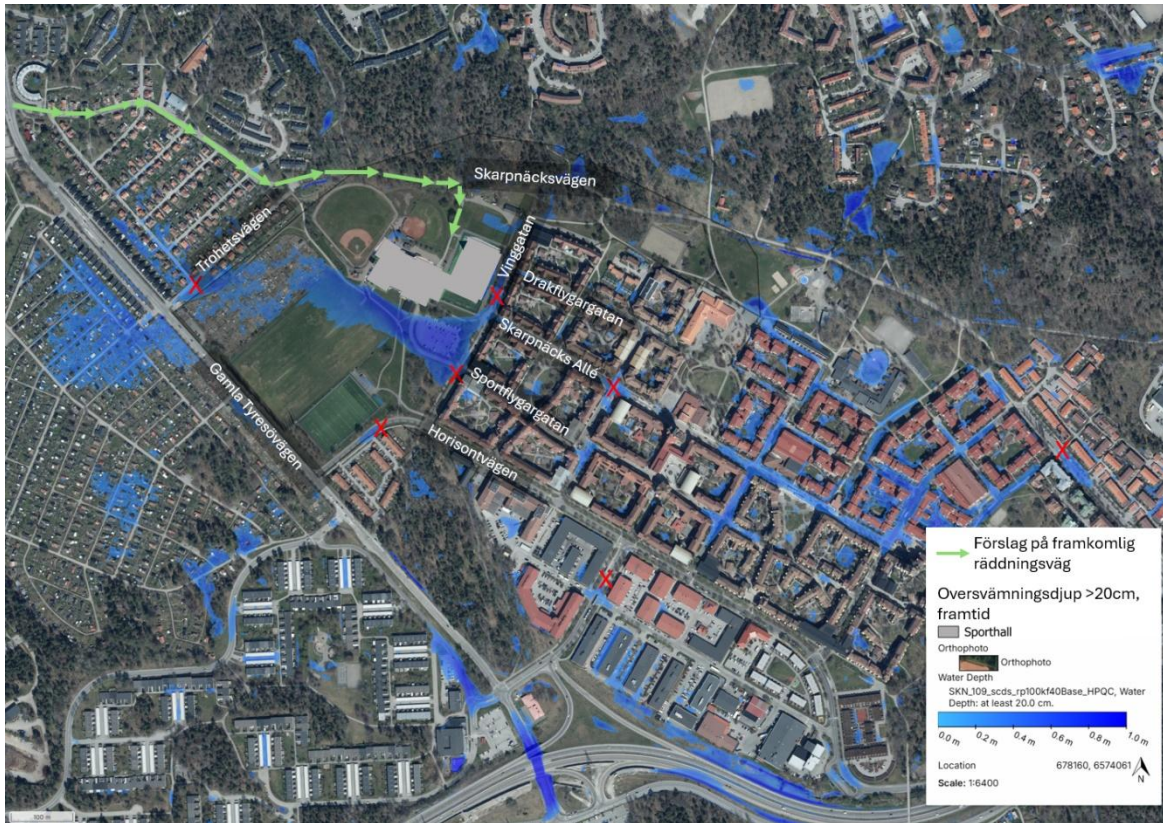 Skarpnäcksvägen
Trohetsvägen
Vinggatan
Drakflygargatan
Skarpnäcks Allé
Sportflygargatan
Gamla Tyresövägen
Horisontvägen
X
X
X
X
X
X
X
Förslag på framkomlig
räddningsväg
Oversvämningsdjup >20cm,
framtid
Sporthall
Orthophoto
Orthophoto
Water Depth
SKN_109_scds_rp100kf40Base_HPQC, Water
Depth: at least 20.0 cm.
0.0 m 0.2 m 0.4 m 0.6 m 0.8 m 1.0 m
Location 678160, 6574061
Scale: 1:6400
N
100 m